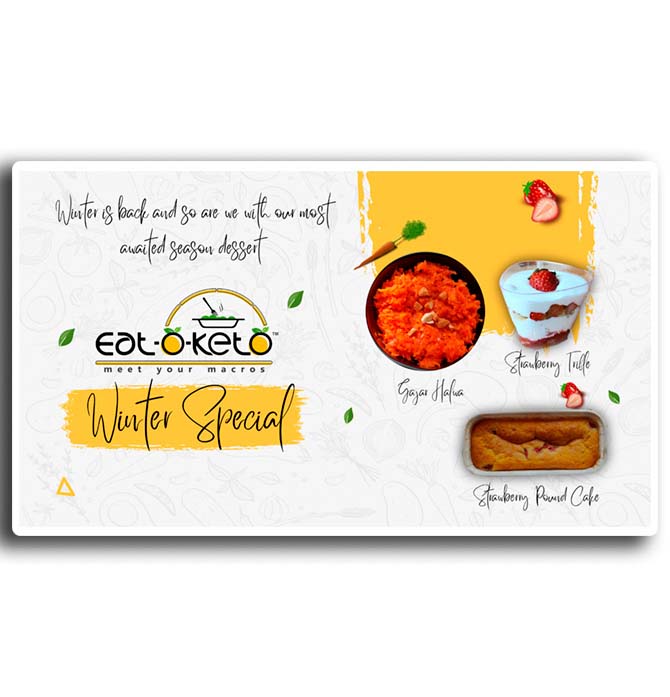 Winter is back and so are we with our most
awaited season dessert
Eat-O-Keto™
meet your macros
Winter Special
Gajar Halwa
Strawberry Trifle
Strawberry Pound Cake